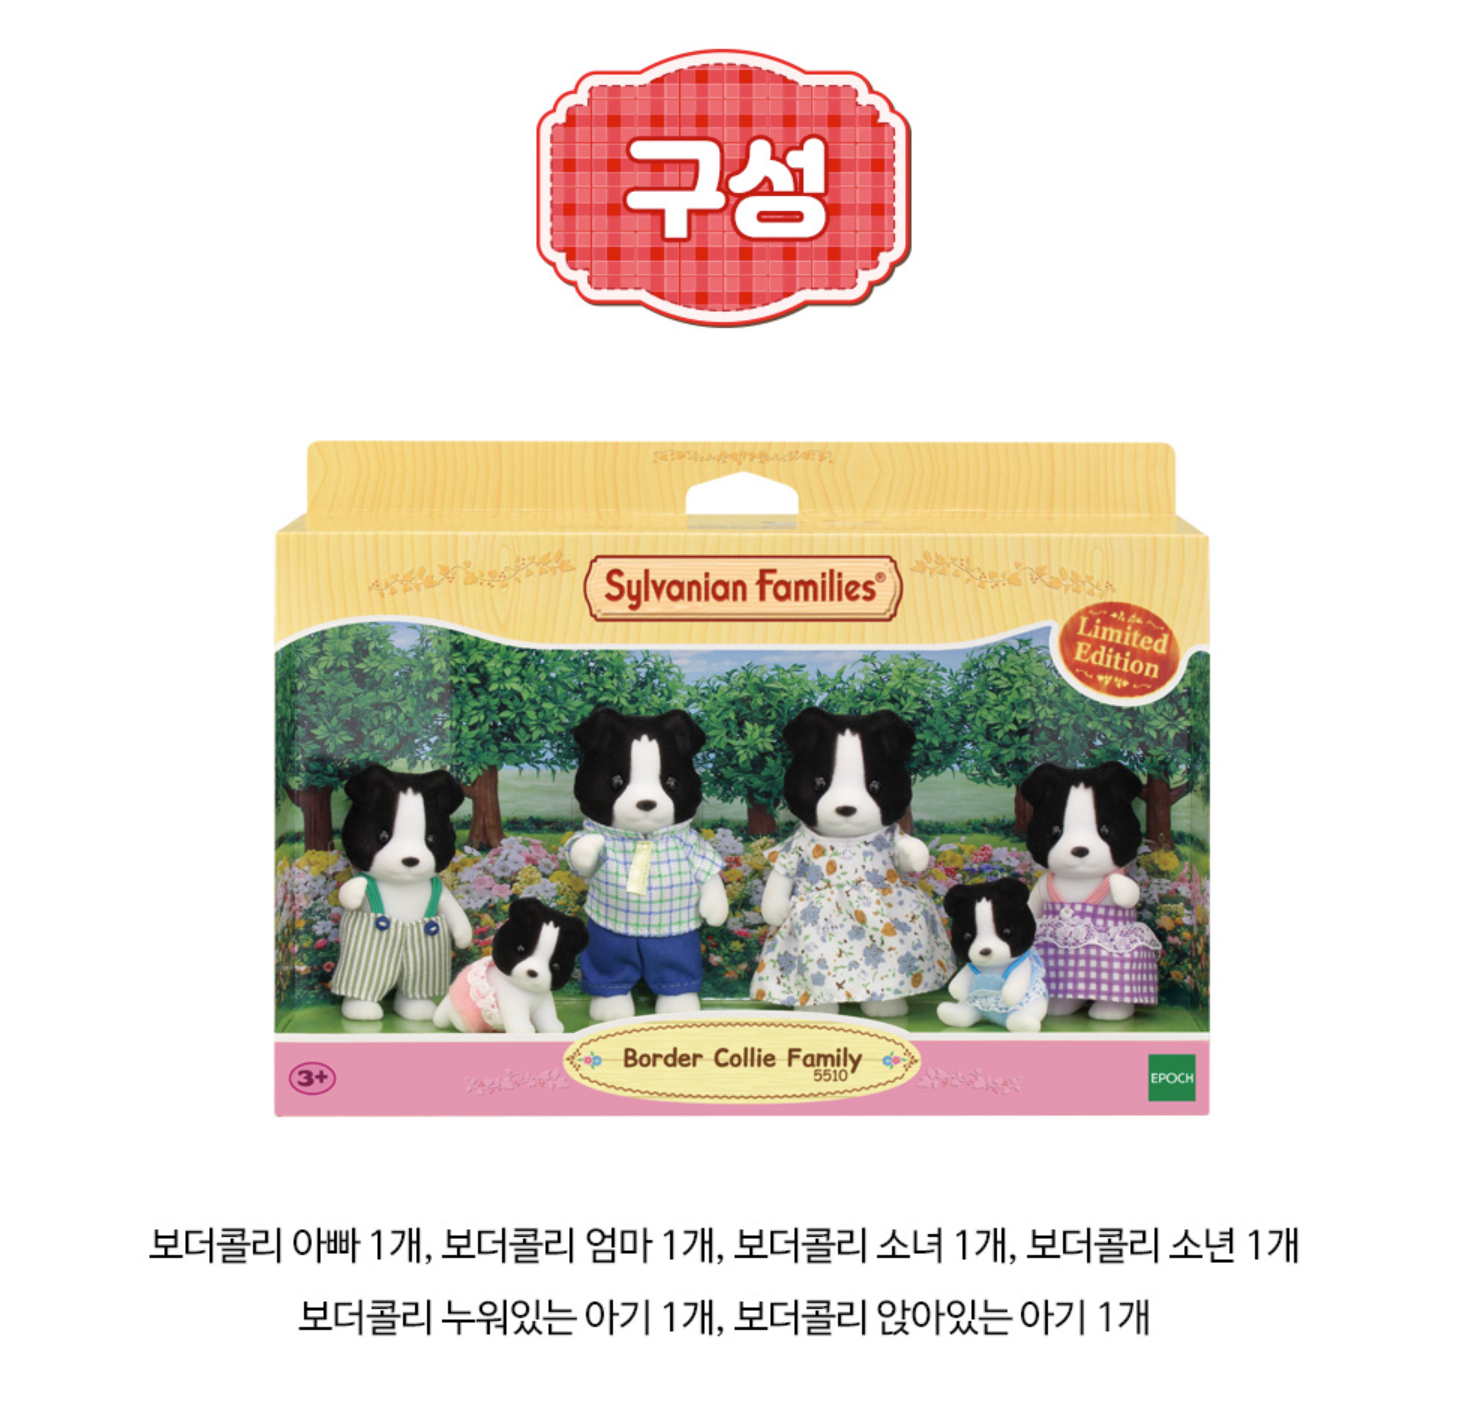 구성
Sylvanian Families®
Limited
Edition
Border Collie Family
5510
3+
EPOCH
보더콜리 아빠 1개, 보더콜리 엄마 1개, 보더콜리 소녀 1개, 보더콜리 소년 1개
보더콜리 누워있는 아기 1개, 보더콜리 앉아있는 아기 1개